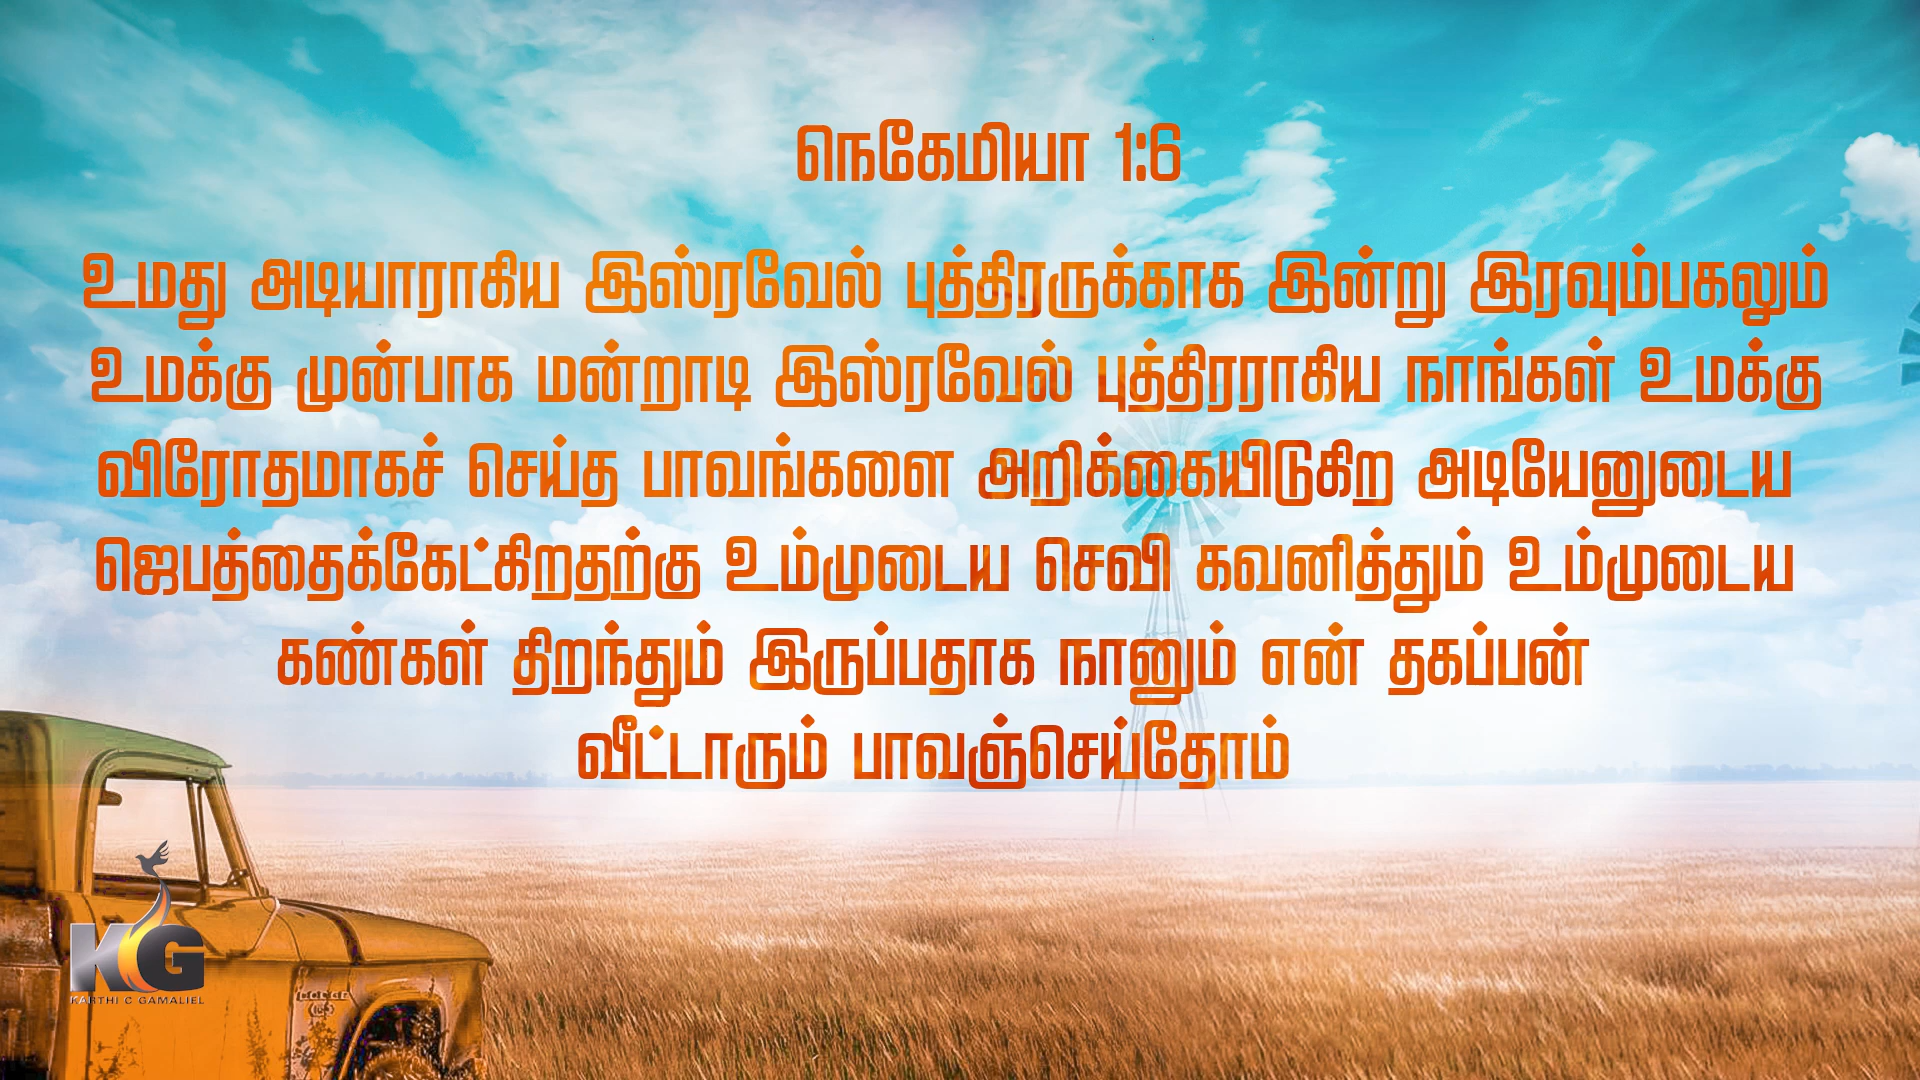 நெகேமியா 1:6
உமது அடியாராகிய இஸ்ரவேல் புத்திரருக்காக இன்று இரவும்பகலும்
உமக்கு முன்பாக மன்றாடி இஸ்ரவேல் புத்திரராகிய நாங்கள் உமக்கு
விரோதமாகச் செய்த பாவங்களை அறிக்கையிடுகிற அடியேனுடைய
ஜெபத்தைக்கேட்கிறதற்கு உம்முடைய செவி கவனித்தும் உம்முடைய
கண்கள் திறந்தும் இருப்பதாக நானும் என் தகப்பன்
வீட்டாரும் பாவஞ்செய்தோம்
KG
KARTHI C GAMALIEL
DODGE
100